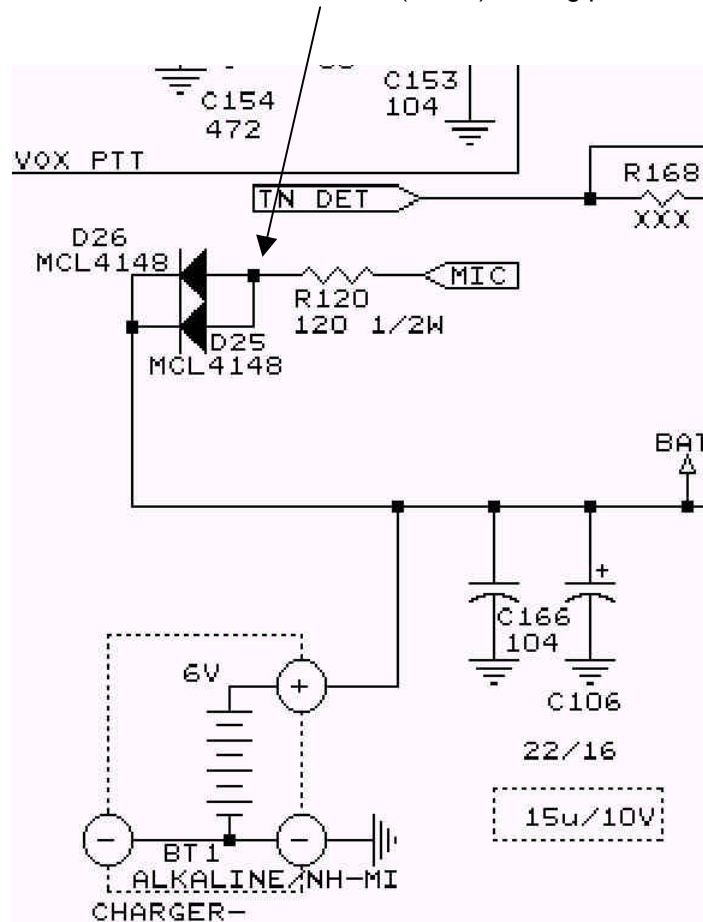 C154
472
C153
104
VOX PTT
TN DET
R168
XXX
D26
MCL4148
MIC
R120
120 1/2W
D25
MCL4148
BAT
6V
+
+
C166
104
C106
22/16
15u/10V
-
-
BT1
ALKALINE/NH-MI
CHARGER-